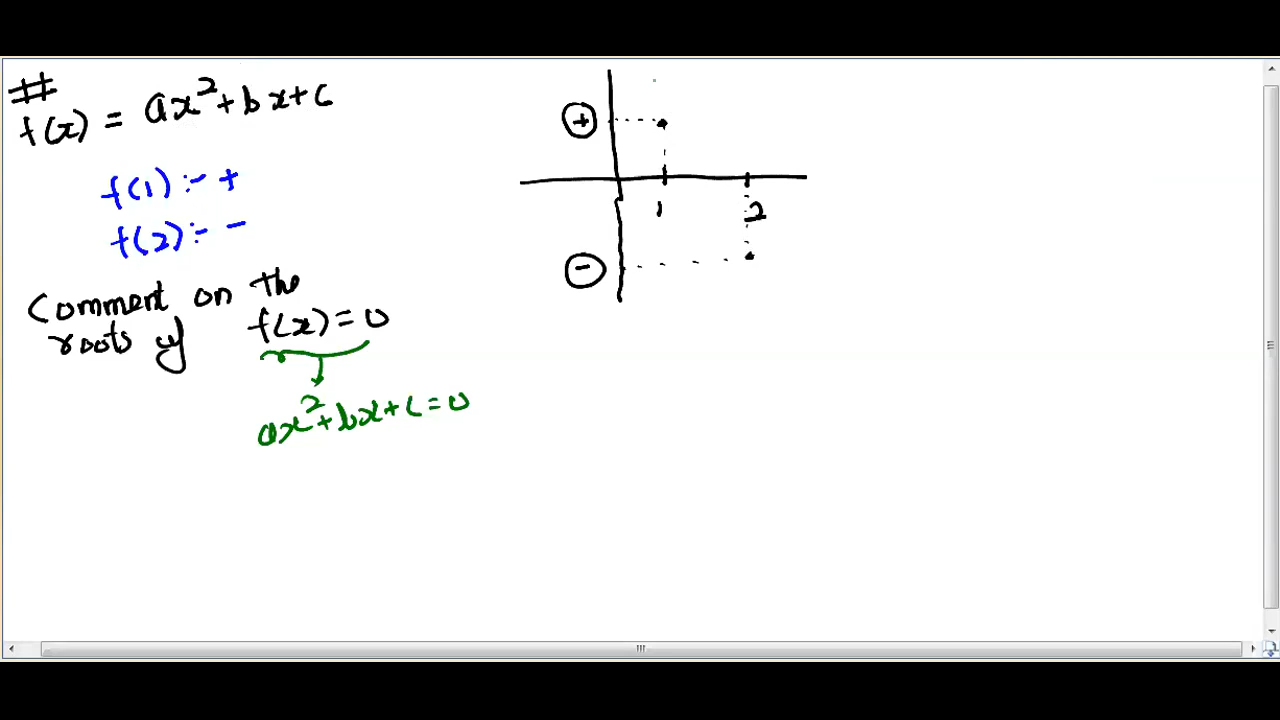 #
f(x) = ax²+bx+c
f(1) :- +
f(2) :- -
Comment on the
roots of f(x)=0
ax²+bx+c=0
+
1 2
-